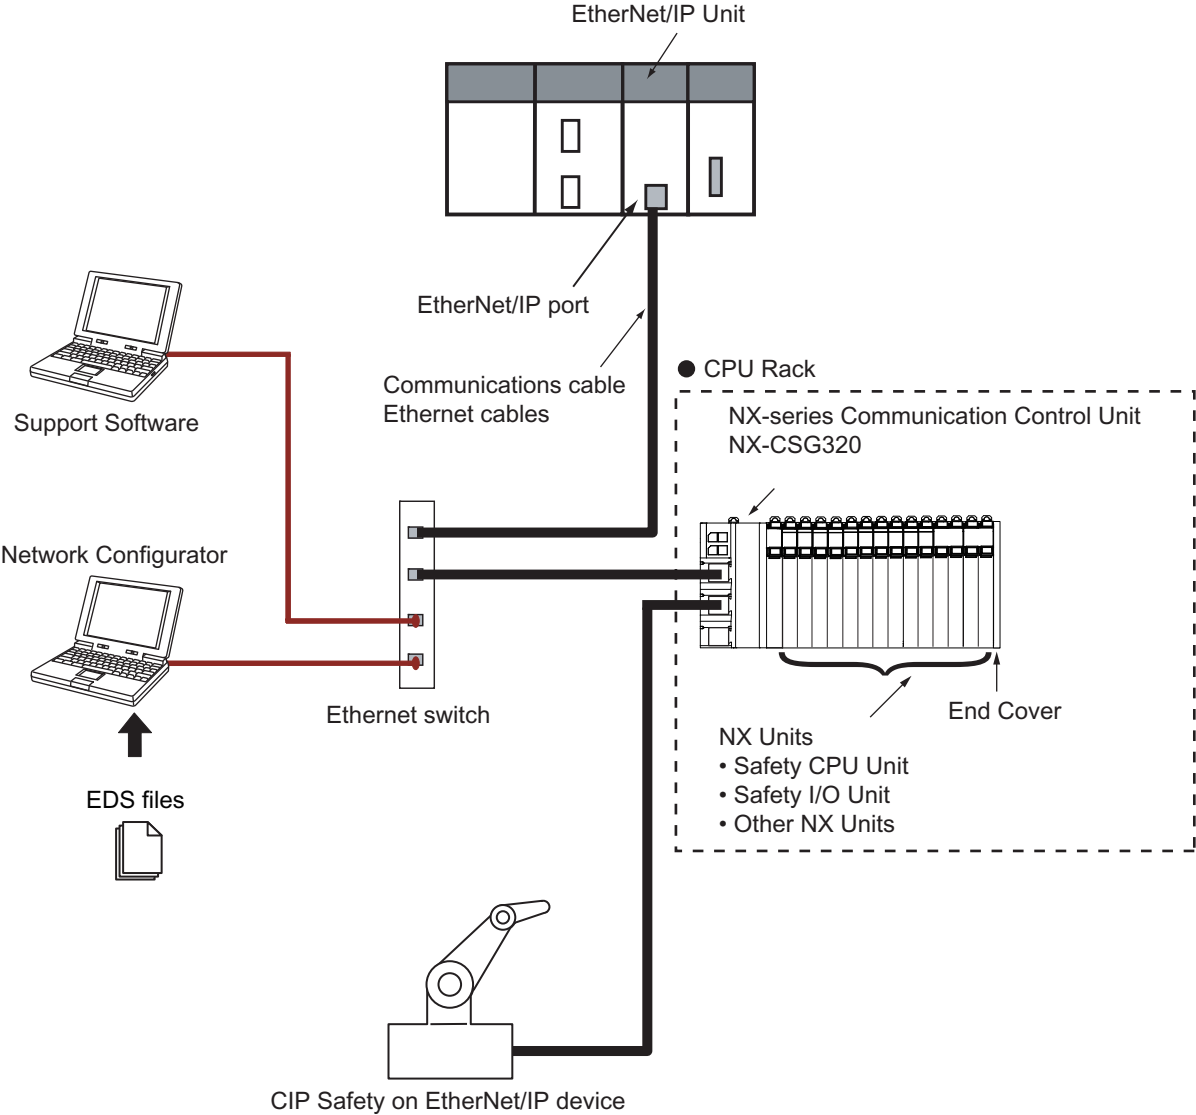 EtherNet/IP Unit
EtherNet/IP port
Communications cable
Ethernet cables
Support Software
● CPU Rack
NX-series Communication Control Unit
NX-CSG320
Network Configurator
Ethernet switch
End Cover
NX Units
• Safety CPU Unit
• Safety I/O Unit
• Other NX Units
EDS files
CIP Safety on EtherNet/IP device